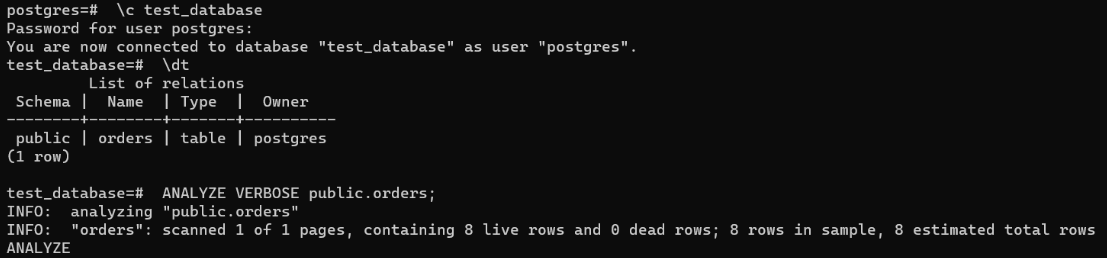 postgres=#  \c test_database
Password for user postgres:
You are now connected to database "test_database" as user "postgres".
test_database=#  \dt
         List of relations
 Schema |  Name  | Type  |  Owner
--------+--------+-------+----------
 public | orders | table | postgres
(1 row)

test_database=#  ANALYZE VERBOSE public.orders;
INFO:  analyzing "public.orders"
INFO:  "orders": scanned 1 of 1 pages, containing 8 live rows and 0 dead rows; 8 rows in sample, 8 estimated total rows
ANALYZE